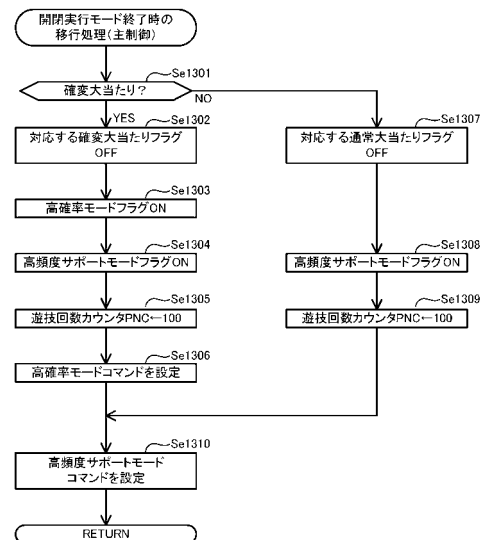 開閉実行モード終了時の
移行処理(主制御)
Se1301
確変大当たり?
NO
YES
Se1302
対応する確変大当たりフラグ
OFF
Se1307
対応する通常大当たりフラグ
OFF
Se1303
高確率モードフラグON
Se1304
高頻度サポートモードフラグON
Se1308
高頻度サポートモードフラグON
Se1305
遊技回数カウンタPNC←100
Se1309
遊技回数カウンタPNC←100
Se1306
高確率モードコマンドを設定
Se1310
高頻度サポートモード
コマンドを設定
RETURN